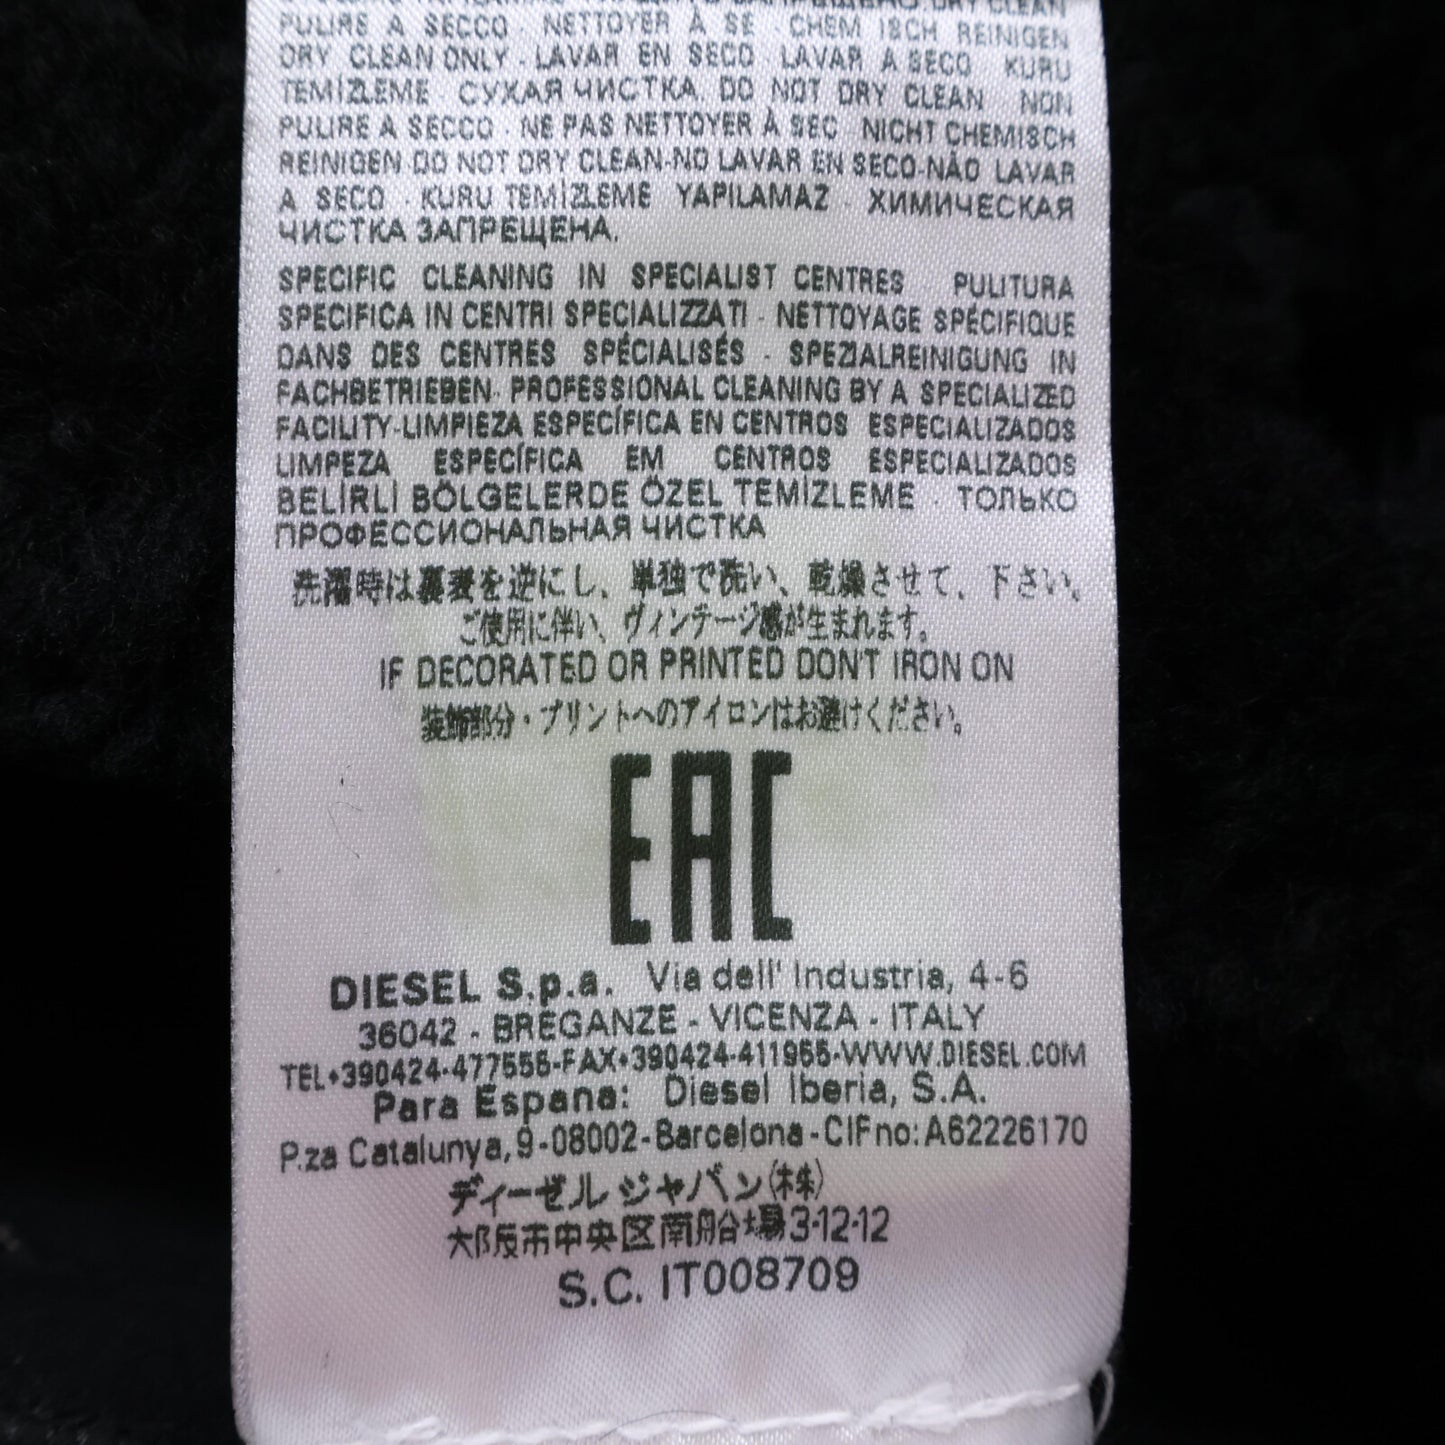 ЗАПРЕЩЕНО. DRY CLEAN
PULIRE A SECCO · NETTOYER À SE · CHEM ISCH REINIGEN
DRY CLEAN ONLY · LAVAR EN SECO · LAVAR A SECO KURU
TEMİZLEME · СУХАЯ ЧИСТКА. DO NOT DRY CLEAN NON
PULIRE A SECCO · NE PAS NETTOYER À SEC NICHT CHEMISCH
REINIGEN-DO NOT DRY CLEAN-NO LAVAR EN SECO-NÃO LAVAR
A SECO · KURU TEMİZLEME YAPILAMAZ · ХИМИЧЕСКАЯ
ЧИСТКА ЗАПРЕЩЕНА.
SPECIFIC CLEANING IN SPECIALIST CENTRES PULITURA
SPECIFICA IN CENTRI SPECIALIZZATI · NETTOYAGE SPÉCIFIQUE
DANS DES CENTRES SPÉCIALISÉS · SPEZIALREINIGUNG IN
FACHBETRIEBEN· PROFESSIONAL CLEANING BY A SPECIALIZED
FACILITY-LIMPIEZA ESPECÍFICA EN CENTROS ESPECIALIZADOS
LIMPEZA ESPECÍFICA EM CENTROS ESPECIALIZADOS
BELİRLİ BÖLGELERDE ÖZEL TEMİZLEME · ТОЛЬКО
ПРОФЕССИОНАЛЬНАЯ ЧИСТКА
洗濯時は裏表を逆にし、単独で洗い、乾燥させて、下さい。
ご使用に伴い、ヴィンテージ感が生まれます。
IF DECORATED OR PRINTED DON'T IRON ON
装飾部分・プリントへのアイロンはお避けください。
EAC
DIESEL S.p.a. Via dell' Industria, 4-6
36042 - BREGANZE - VICENZA - ITALY
TEL+390424-477555-FAX+390424-411955-WWW.DIESEL.COM
Para Espana: Diesel Iberia, S.A.
P.za Catalunya, 9-08002-Barcelona-CIF no: A62226170
ディーゼル ジャパン(株)
大阪市中央区南船場3-12-12
S.C. IT008709